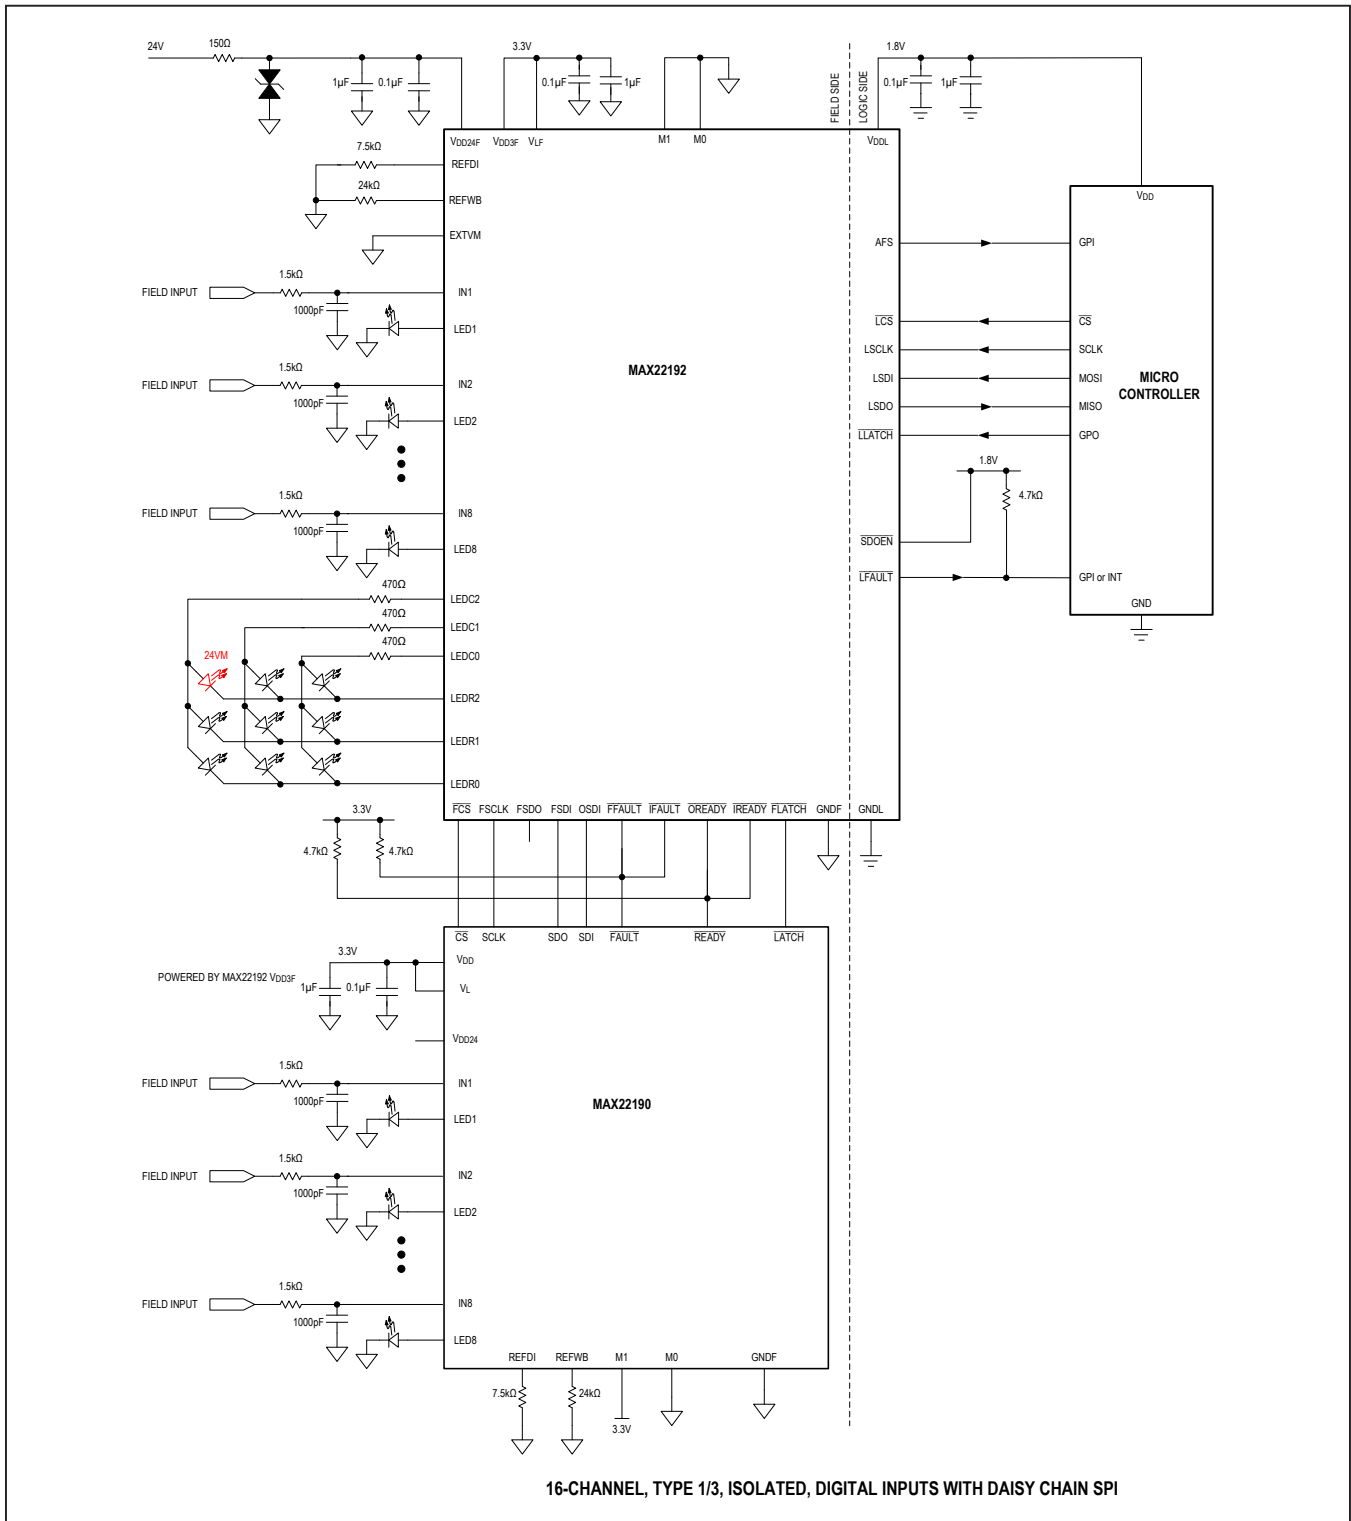 24V
150Ω
1µF
0.1µF
3.3V
0.1µF
1µF
FIELD SIDE
LOGIC SIDE
1.8V
0.1µF
1µF
VDD24F
VDD3F
VLF
M1
M0
VDDL
7.5kΩ
REFDI
24kΩ
REFWB
EXTVM
VDD
AFS
GPI
FIELD INPUT
1.5kΩ
1000pF
IN1
LED1
LCS
CS
LSCLK
SCLK
LSDI
MOSI
LSDO
MISO
LLATCH
GPO
MAX22192
MICRO
CONTROLLER
FIELD INPUT
1.5kΩ
1000pF
IN2
LED2
1.8V
4.7kΩ
FIELD INPUT
1.5kΩ
1000pF
IN8
LED8
SDOEN
LFAULT
GPI or INT
GND
470Ω
LEDC2
470Ω
LEDC1
470Ω
LEDC0
24VM
LEDR2
LEDR1
LEDR0
FCS
FSCLK
FSDO
FSDI
OSDI
FFAULT
IFAULT
OREADY
IREADY
FLATCH
GNDF
GNDL
3.3V
4.7kΩ
4.7kΩ
CS
SCLK
SDO
SDI
FAULT
READY
LATCH
3.3V
VDD
POWERED BY MAX22192 VDD3F
1µF
0.1µF
VL
VDD24
FIELD INPUT
1.5kΩ
1000pF
IN1
LED1
MAX22190
FIELD INPUT
1.5kΩ
1000pF
IN2
LED2
FIELD INPUT
1.5kΩ
1000pF
IN8
LED8
REFDI
REFWB
M1
M0
GNDF
7.5kΩ
24kΩ
3.3V
16-CHANNEL, TYPE 1/3, ISOLATED, DIGITAL INPUTS WITH DAISY CHAIN SPI